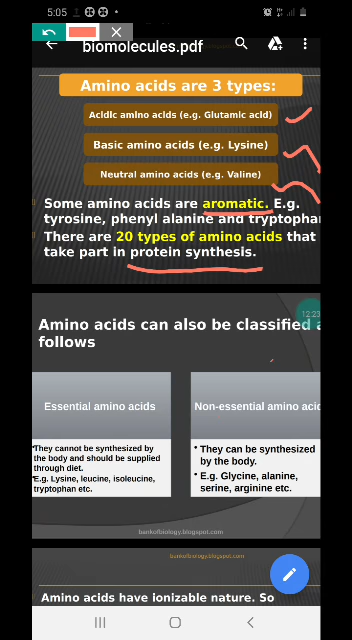 5:05
biomolecules.pdf
Amino acids are 3 types:
Acidic amino acids (e.g. Glutamic acid)
Basic amino acids (e.g. Lysine)
Neutral amino acids (e.g. Valine)
Some amino acids are aromatic. E.g.
tyrosine, phenyl alanine and tryptophan
There are 20 types of amino acids that
take part in protein synthesis.
12:23
Amino acids can also be classified a
follows
Essential amino acids
Non-essential amino acid
They cannot be synthesized by
the body and should be supplied
through diet.
E.g. Lysine, leucine, isoleucine,
tryptophan etc.
• They can be synthesized
by the body.
• E.g. Glycine, alanine,
serine, arginine etc.
bankofbiology.blogspot.com
bankofbiology.blogspot.com
Amino acids have ionizable nature. So